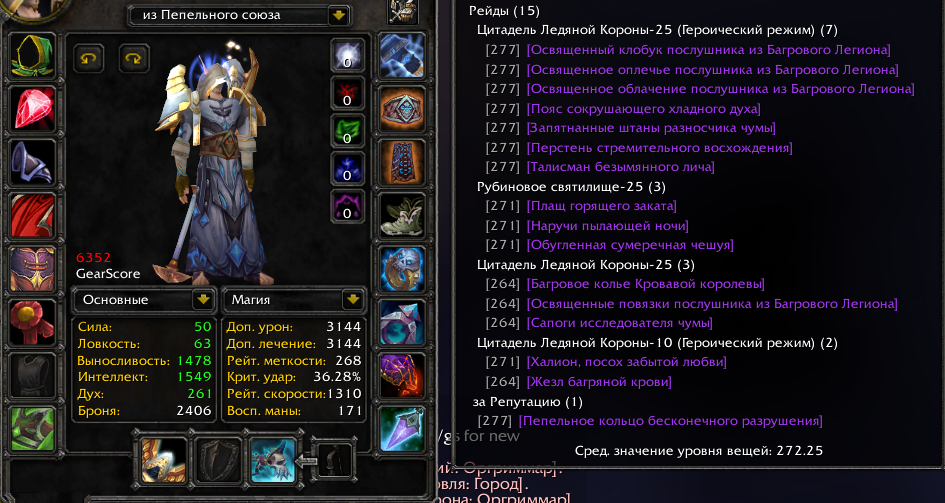 из Пепельного союза
0
0
0
0
0
6352
GearScore
Основные
Магия
Сила: 50
Ловкость: 63
Выносливость: 1478
Интеллект: 1549
Дух: 261
Броня: 2406
Доп. урон: 3144
Доп. лечение: 3144
Рейт. меткости: 268
Крит. удар: 36.28%
Рейт. скорости: 1310
Восп. маны: 171
Рейды (15)
Цитадель Ледяной Короны-25 (Героический режим) (7)
[277] [Освященный клобук послушника из Багрового Легиона]
[277] [Освященное оплечье послушника из Багрового Легиона]
[277] [Освященное облачение послушника из Багрового Легиона]
[277] [Пояс сокрушающего хладного духа]
[277] [Запятнанные штаны разносчика чумы]
[277] [Перстень стремительного восхождения]
[277] [Талисман безымянного лича]
Рубиновое святилище-25 (3)
[271] [Плащ горящего заката]
[271] [Наручи пылающей ночи]
[271] [Обугленная сумеречная чешуя]
Цитадель Ледяной Короны-25 (3)
[264] [Багровое колье Кровавой королевы]
[264] [Освященные повязки послушника из Багрового Легиона]
[264] [Сапоги исследователя чумы]
Цитадель Ледяной Короны-10 (Героический режим) (2)
[271] [Халион, посох забытой любви]
[264] [Жезл багряной крови]
за Репутацию (1)
[277] [Пепельное кольцо бесконечного разрушения]
/gs for new
Сред. значение уровня вещей: 272.25
Оргриммар].
овля: Город].
рона: Оргриммар]